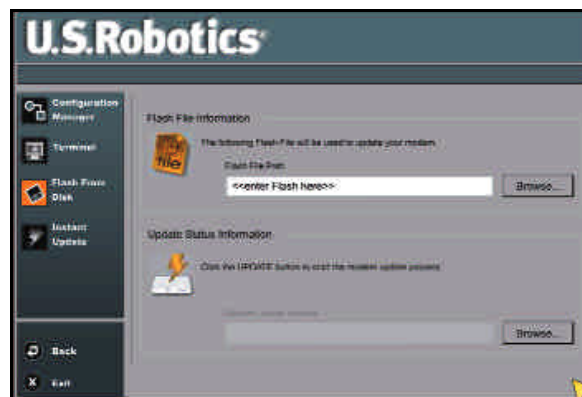 U.S.Robotics
Configuration
Manager
Terminal
Flash From
Disk
Instant
Update
Back
Exit
Flash File Information
file
The following Flash File will be used to update your modem
Flash File Path
<<enter Flash here>>
Browse...
Update Status Information
Click the UPDATE button to start the modem update process
Browse...